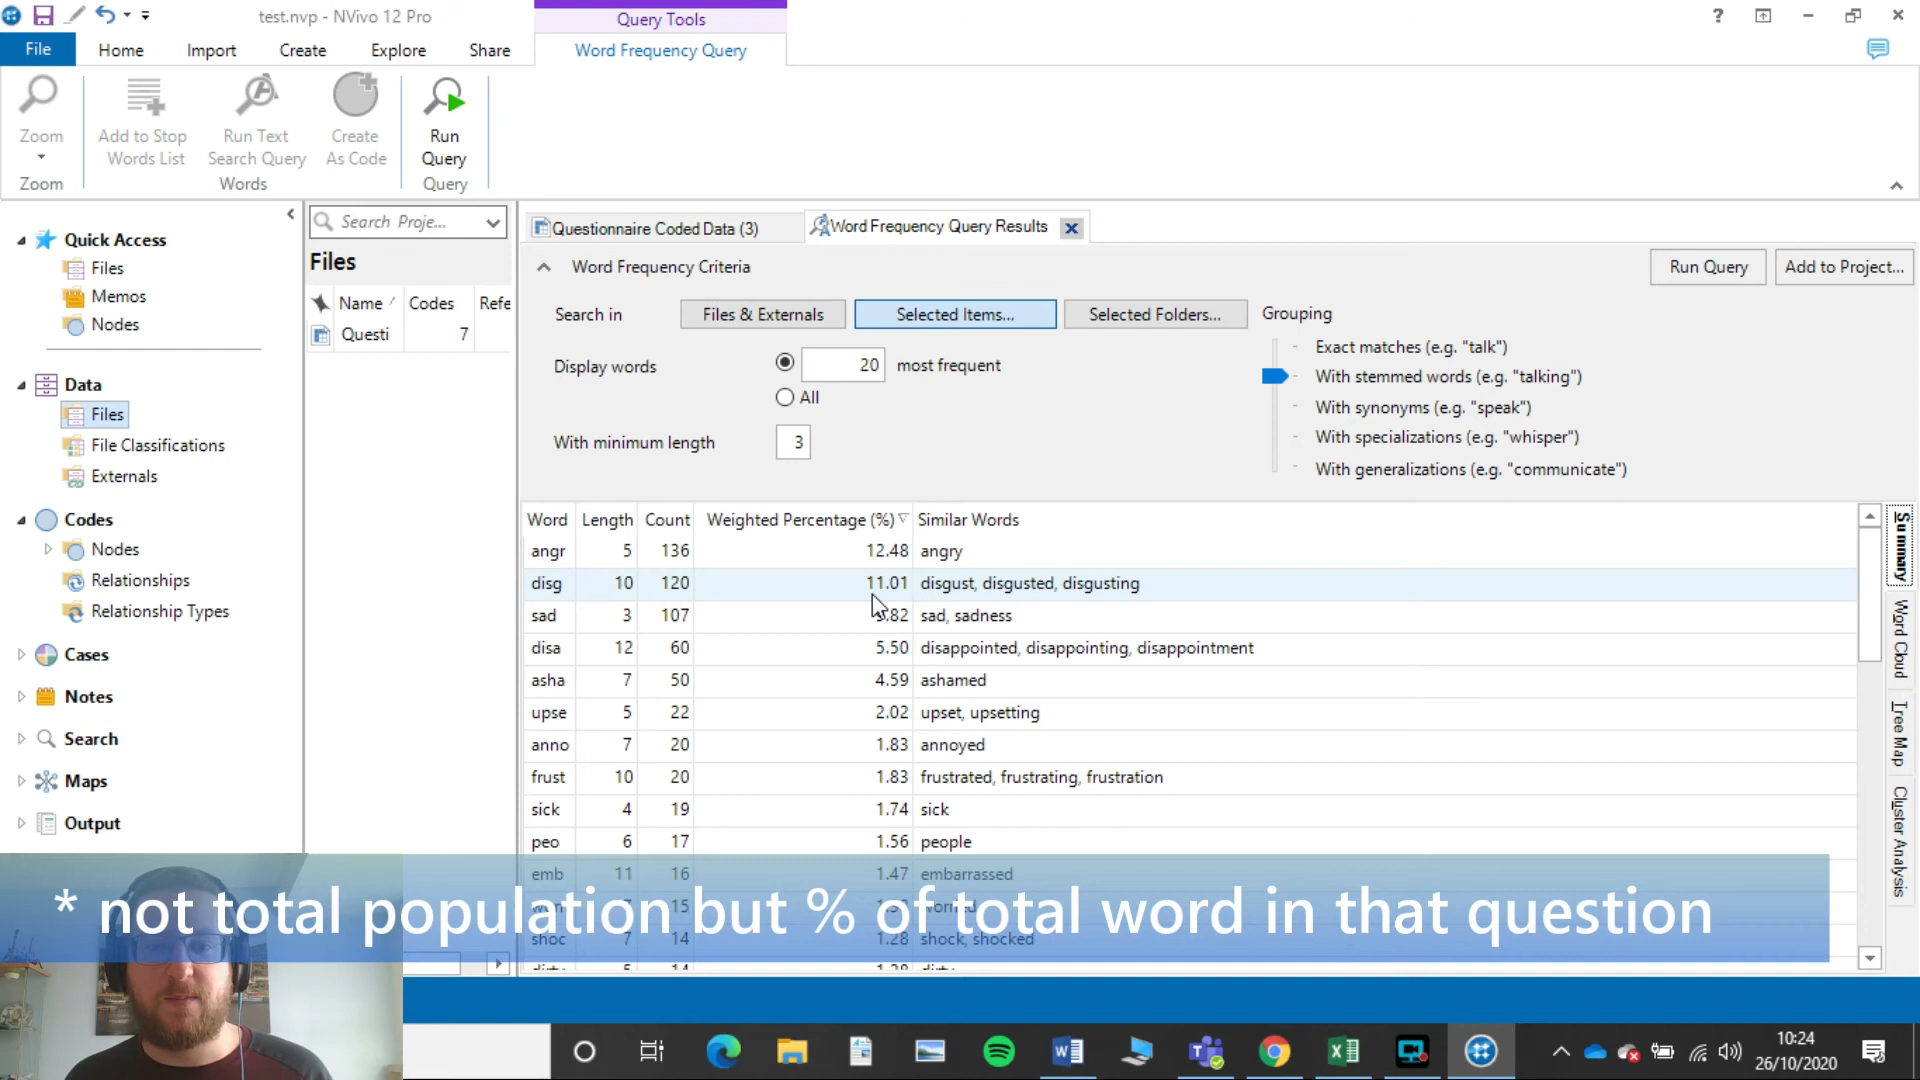 test.nvp - NVivo 12 Pro
Query Tools
File
Home
Import
Create
Explore
Share
Word Frequency Query
Zoom
Add to Stop Words List
Run Text Search Query
Create As Code
Run Query
Zoom
Words
Query
Quick Access
Files
Memos
Nodes
Data
Files
File Classifications
Externals
Codes
Nodes
Relationships
Relationship Types
Cases
Notes
Search
Maps
Output
Search Proje...
Files
Name Codes Refe
Questi 7
Questionnaire Coded Data (3)
Word Frequency Query Results
Word Frequency Criteria
Run Query
Add to Project...
Search in
Files & Externals
Selected Items...
Selected Folders...
Grouping
Display words
20 most frequent
All
With minimum length 3
Exact matches (e.g. "talk")
With stemmed words (e.g. "talking")
With synonyms (e.g. "speak")
With specializations (e.g. "whisper")
With generalizations (e.g. "communicate")
Word Length Count Weighted Percentage (%) Similar Words
angr 5 136 12.48 angry
disg 10 120 11.01 disgust, disgusted, disgusting
sad 3 107 .82 sad, sadness
disa 12 60 5.50 disappointed, disappointing, disappointment
asha 7 50 4.59 ashamed
upse 5 22 2.02 upset, upsetting
anno 7 20 1.83 annoyed
frust 10 20 1.83 frustrated, frustrating, frustration
sick 4 19 1.74 sick
peo 6 17 1.56 people
emb 11 16 1.47 embarrassed
15
shoc 7 14 1.28 shock, shocked
Summary
Word Cloud
Tree Map
Cluster Analysis
* not total population but % of total word in that question
10:24
26/10/2020